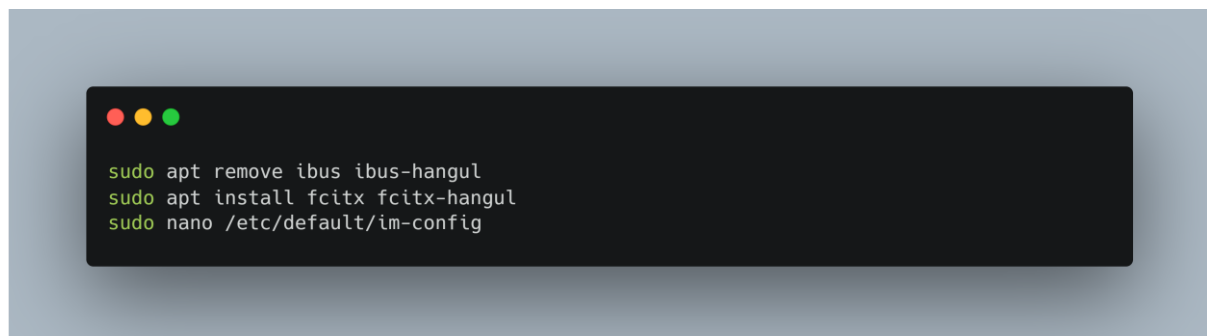 sudo apt remove ibus ibus-hangul
sudo apt install fcitx fcitx-hangul
sudo nano /etc/default/im-config